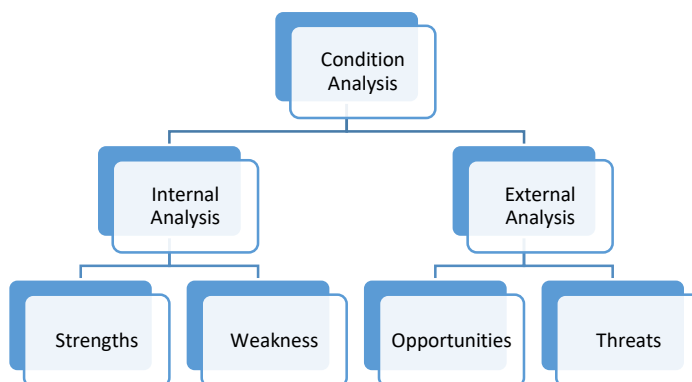 Condition
Analysis
Internal
Analysis
External
Analysis
Strengths
Weakness
Opportunities
Threats